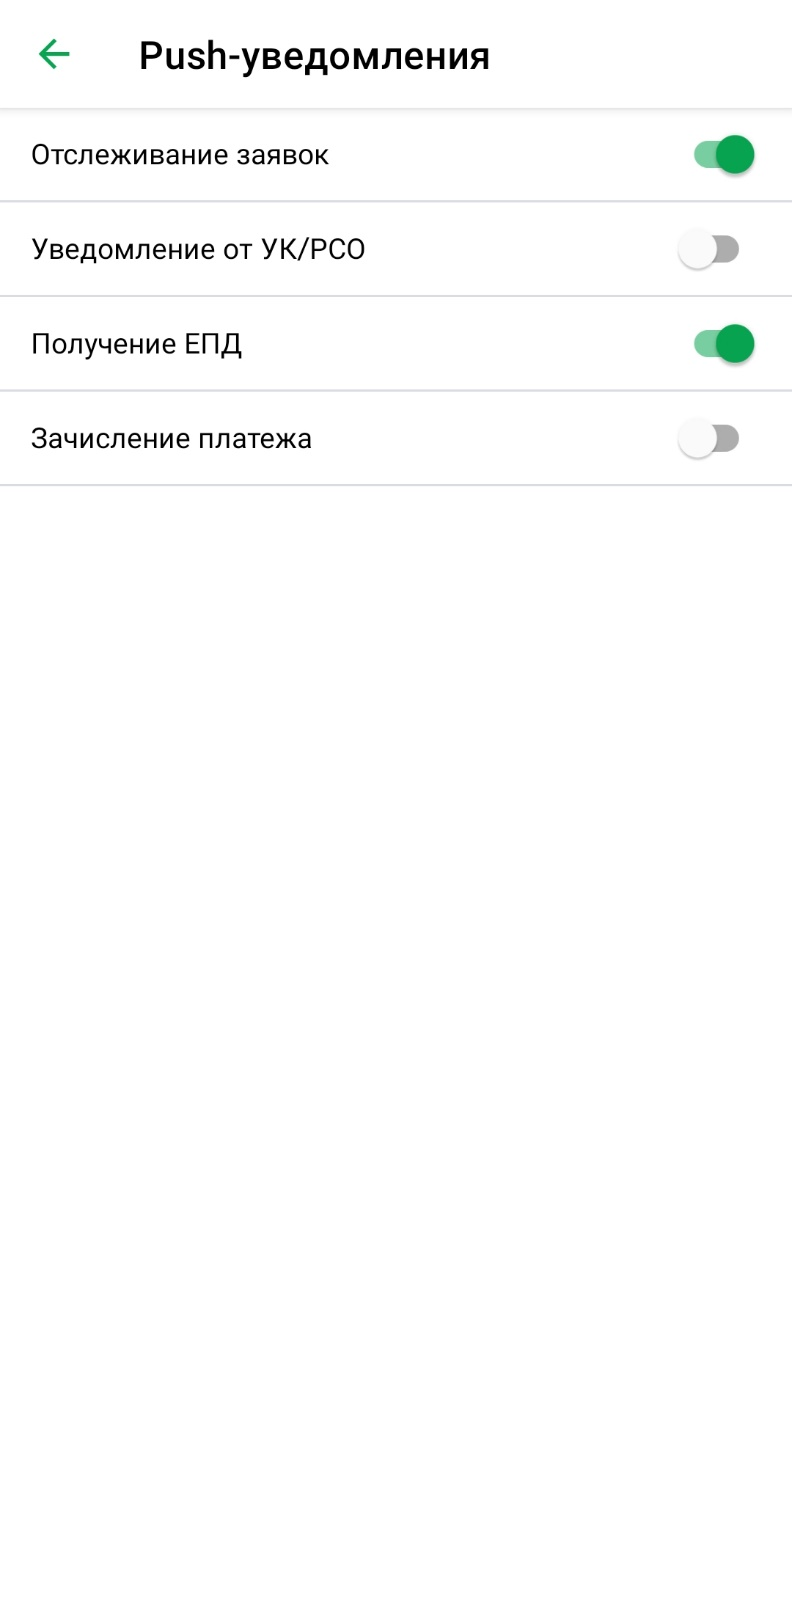 Push-уведомления
Отслеживание заявок
Уведомление от УК/РСО
Получение ЕПД
Зачисление платежа